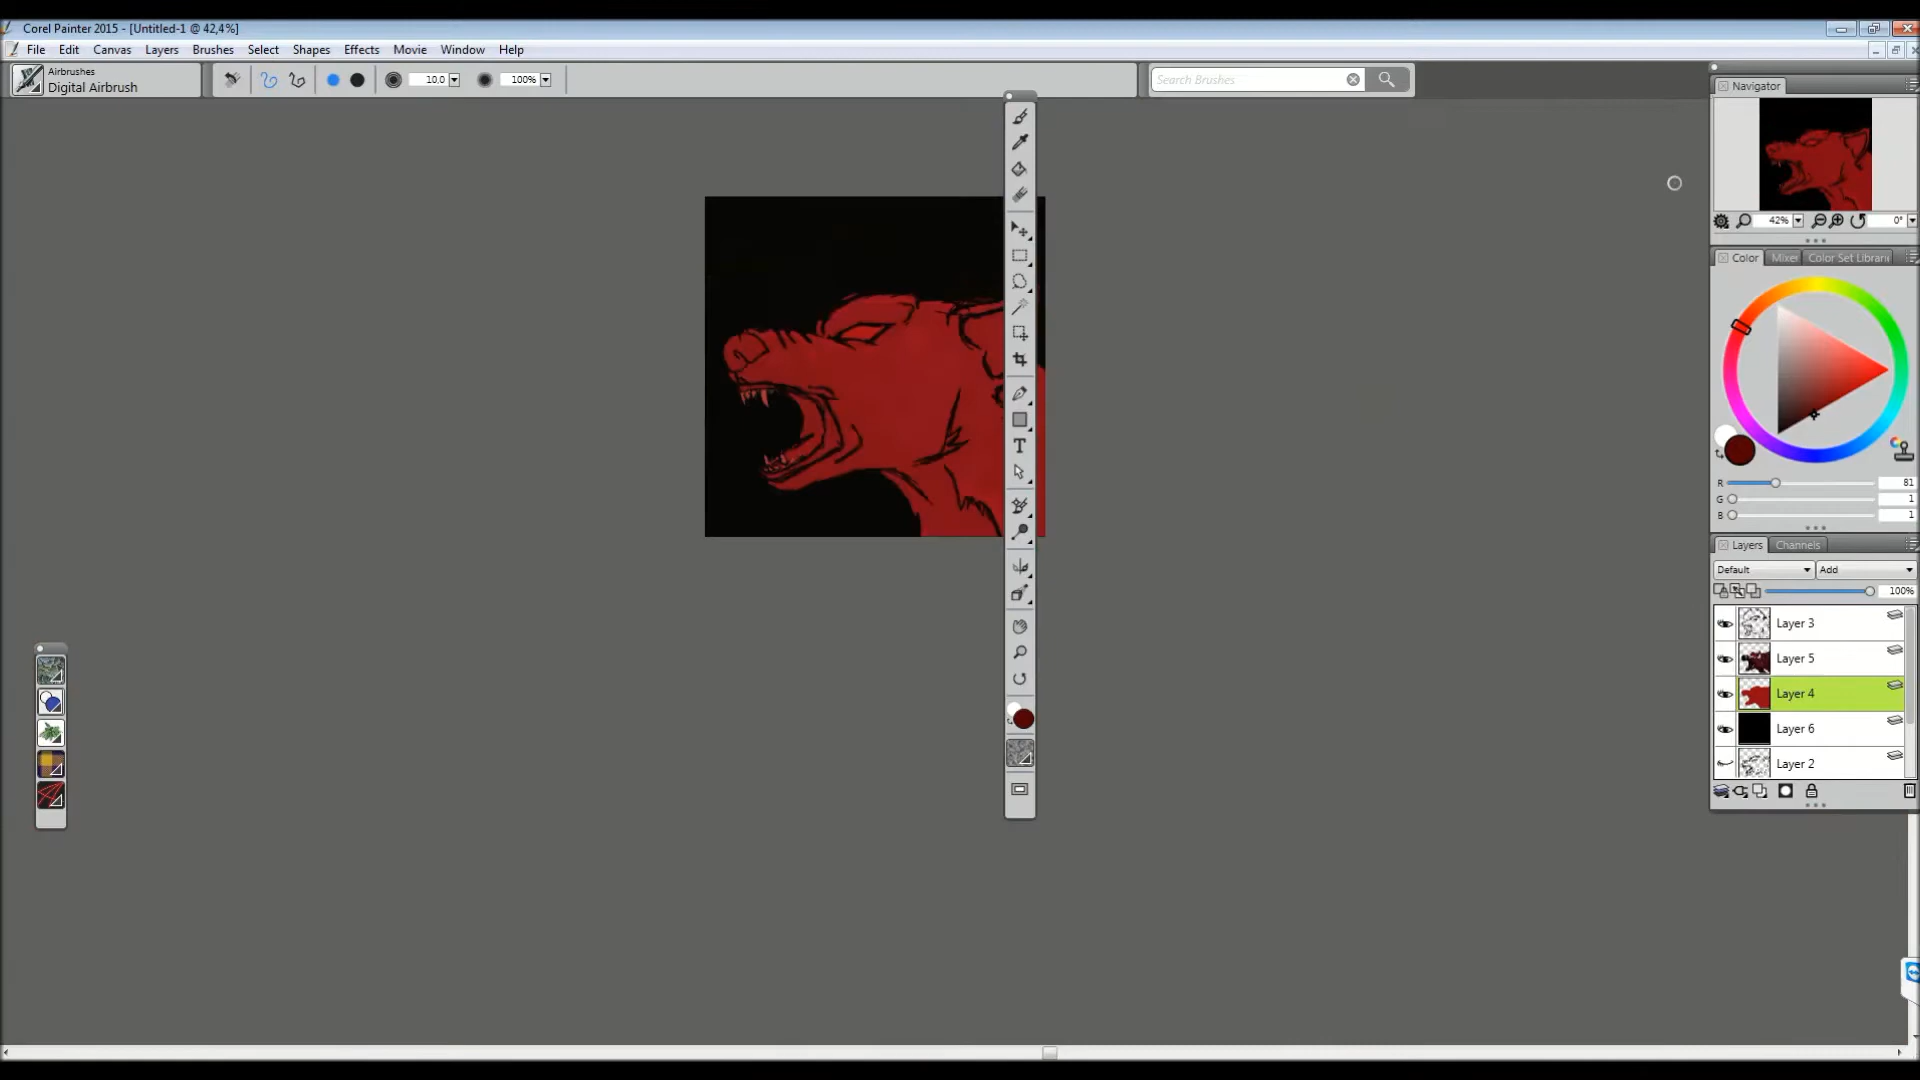 Corel Painter 2015 - [Untitled-1 @ 42,4%]
File Edit Canvas Layers Brushes Select Shapes Effects Movie Window Help
Airbrushes
Digital Airbrush
10.0
100%
Search Brushes
Navigator
42%
0°
Color Mixer Color Set Librari
R 81
G 1
B 1
Layers Channels
Default Add
100%
Layer 3
Layer 5
Layer 4
Layer 6
Layer 2
T